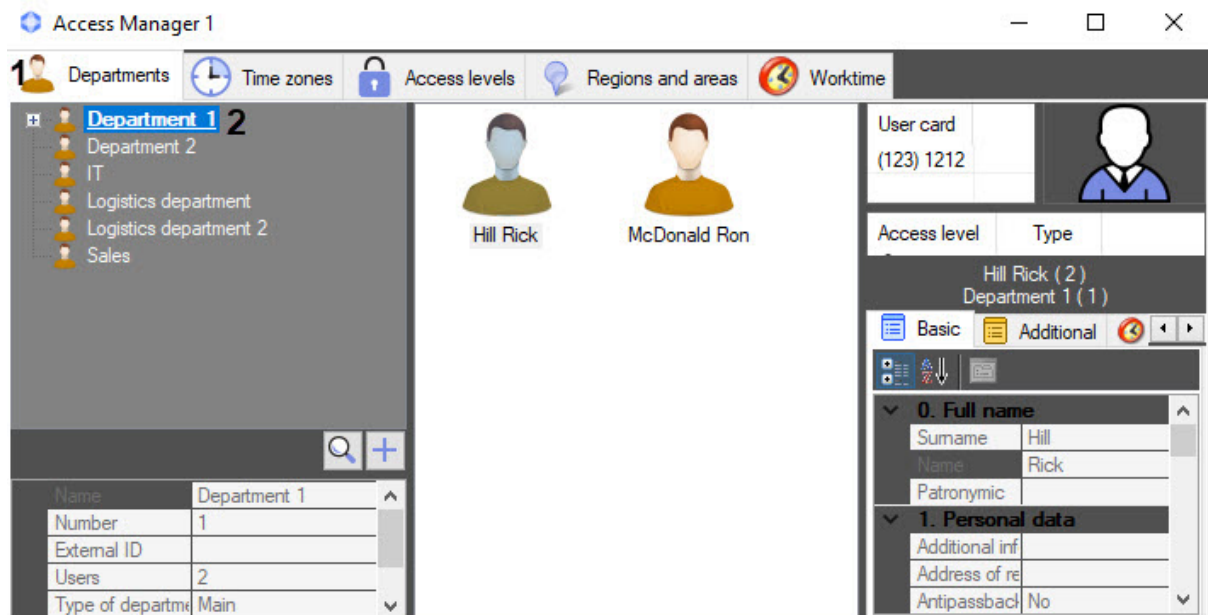 Access Manager 1
1 Departments Time zones Access levels Regions and areas Worktime
Department 1 2
Department 2
IT
Logistics department
Logistics department 2
Sales
Name Department 1
Number 1
External ID
Users 2
Type of departme Main
Hill Rick McDonald Ron
User card
(123) 1212
Access level Type
Hill Rick ( 2 )
Department 1 ( 1 )
Basic Additional
0. Full name
Surname Hill
Name Rick
Patronymic
1. Personal data
Additional inf
Address of re
Antipassback No